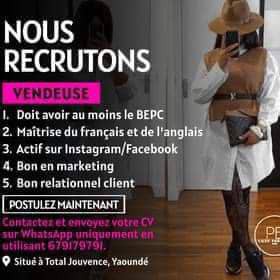 NOUS
RECRUTONS
VENDEUSE
1. Doit avoir au moins le BEPC
2. Maîtrise du français et de l'anglais
3. Actif sur Instagram/Facebook
4. Bon en marketing
5. Bon relationnel client
POSTULEZ MAINTENANT
Contactez et envoyez votre CV
sur WhatsApp uniquement en
utilisant 679179791.
Situé à Total Jouvence, Yaoundé